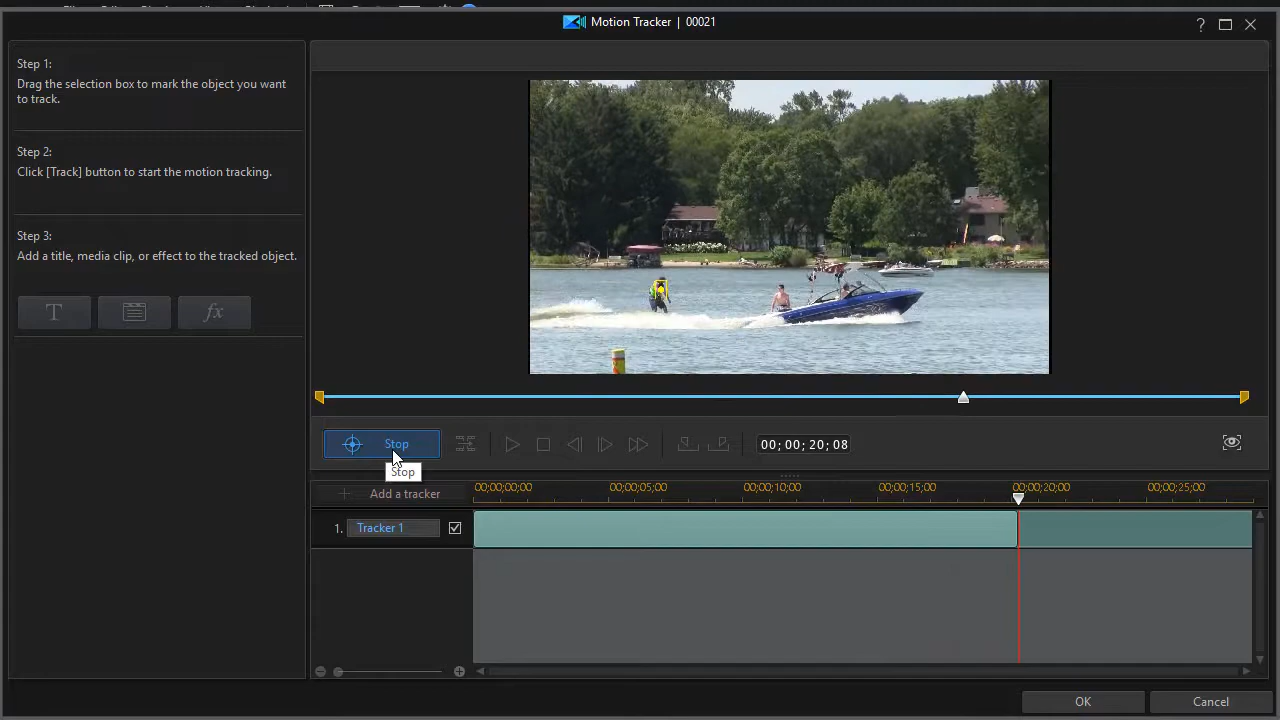 Motion Tracker | 00021
?
Step 1:
Drag the selection box to mark the object you want
to track.
Step 2:
Click [Track] button to start the motion tracking.
Step 3:
Add a title, media clip, or effect to the tracked object.
T
fx
Stop
00; 00; 20; 08
Stop
Add a tracker
00;00;00;00
00;00;05;00
00;00;10;00
00;00;15;00
00;00;20;00
00;00;25;00
1. Tracker 1
OK
Cancel